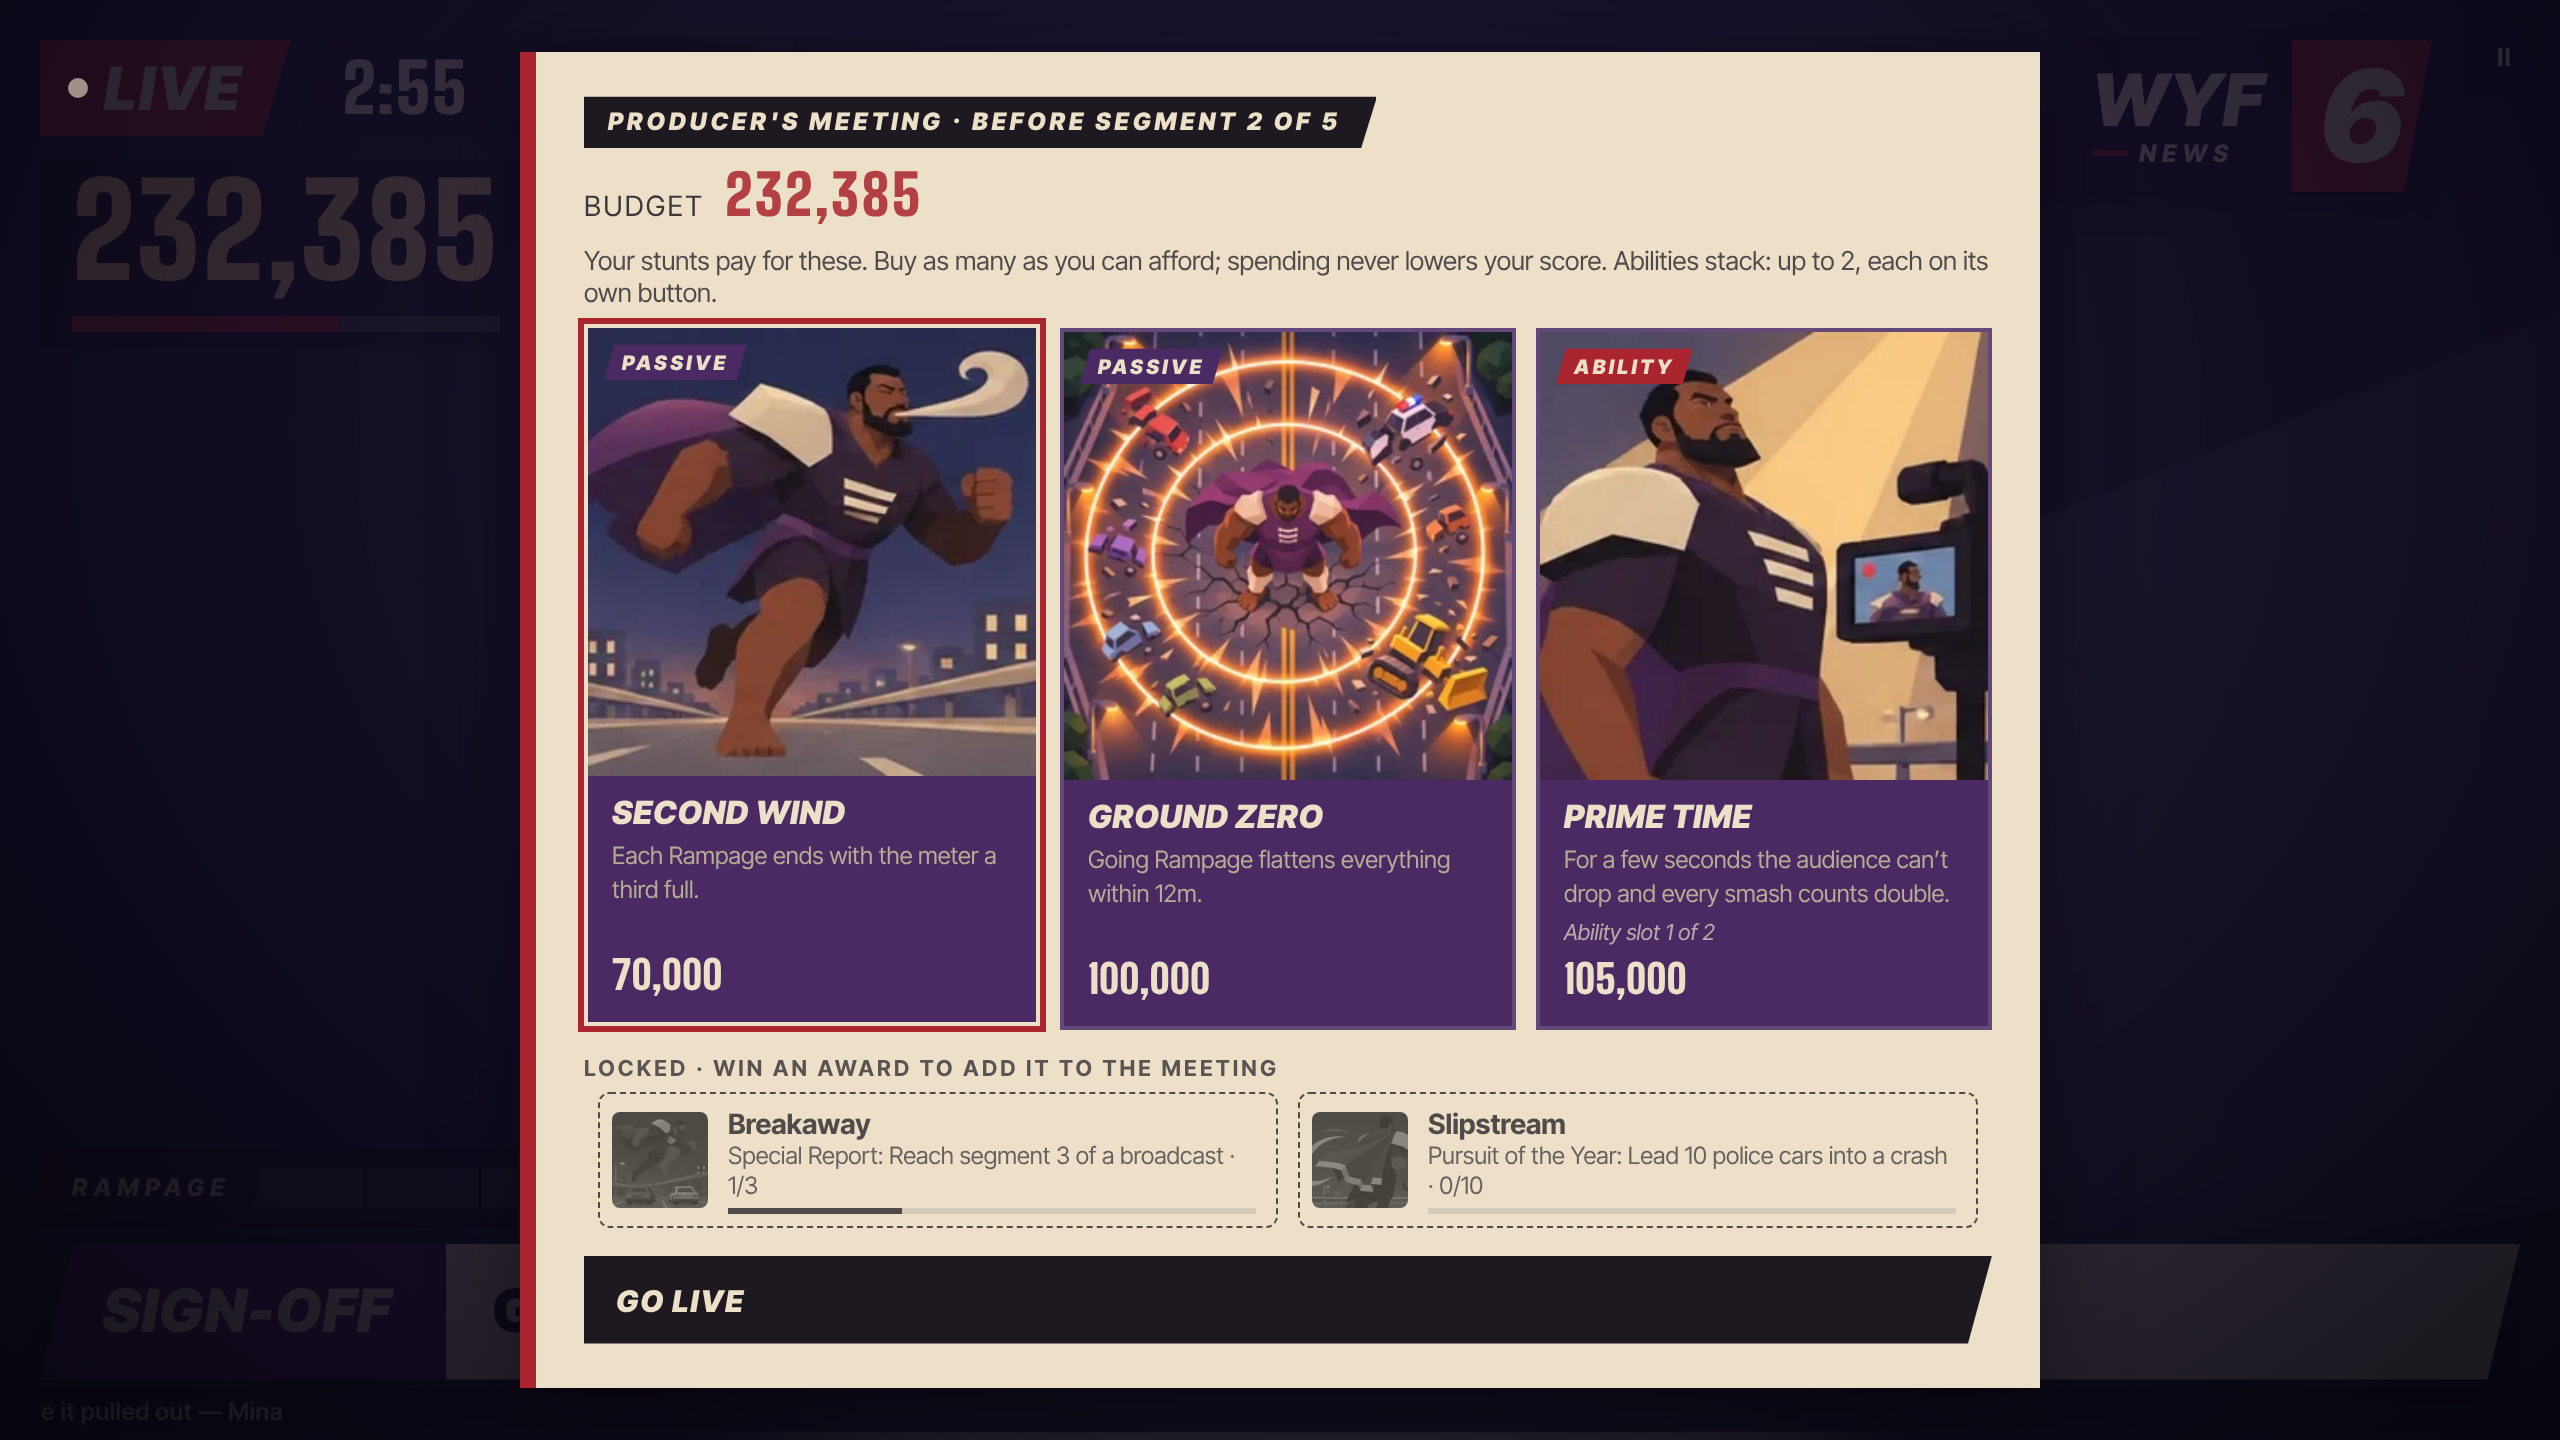 LIVE
2:55
232,385
WYF
NEWS
6
PRODUCER'S MEETING · BEFORE SEGMENT 2 OF 5
BUDGET 232,385
Your stunts pay for these. Buy as many as you can afford; spending never lowers your score. Abilities stack: up to 2, each on its
own button.
PASSIVE
SECOND WIND
Each Rampage ends with the meter a
third full.
70,000
PASSIVE
GROUND ZERO
Going Rampage flattens everything
within 12m.
100,000
ABILITY
PRIME TIME
For a few seconds the audience can’t
drop and every smash counts double.
Ability slot 1 of 2
105,000
LOCKED · WIN AN AWARD TO ADD IT TO THE MEETING
Breakaway
Special Report: Reach segment 3 of a broadcast ·
1/3
Slipstream
Pursuit of the Year: Lead 10 police cars into a crash
· 0/10
GO LIVE
RAMPAGE
SIGN-OFF
e it pulled out — Mina